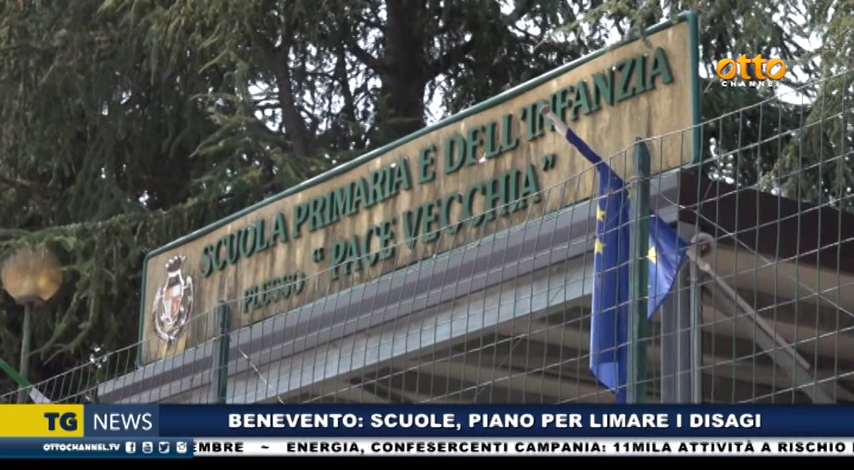 otto
CHANNEL
SCUOLA PRIMARIA E DELL'INFANZIA
PLESSO "PACE VECCHIA"
TG NEWS
BENEVENTO: SCUOLE, PIANO PER LIMARE I DISAGI
OTTOCHANNEL.TV
EMBRE ~ ENERGIA, CONFESERCENTI CAMPANIA: 11MILA ATTIVITÀ A RISCHIO